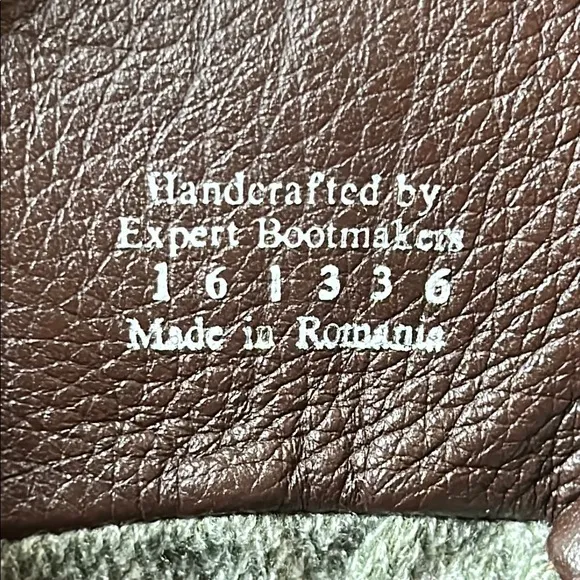 Handcrafted by
Expert Bootmakers
1 6 1 3 3 6
Made in Romania